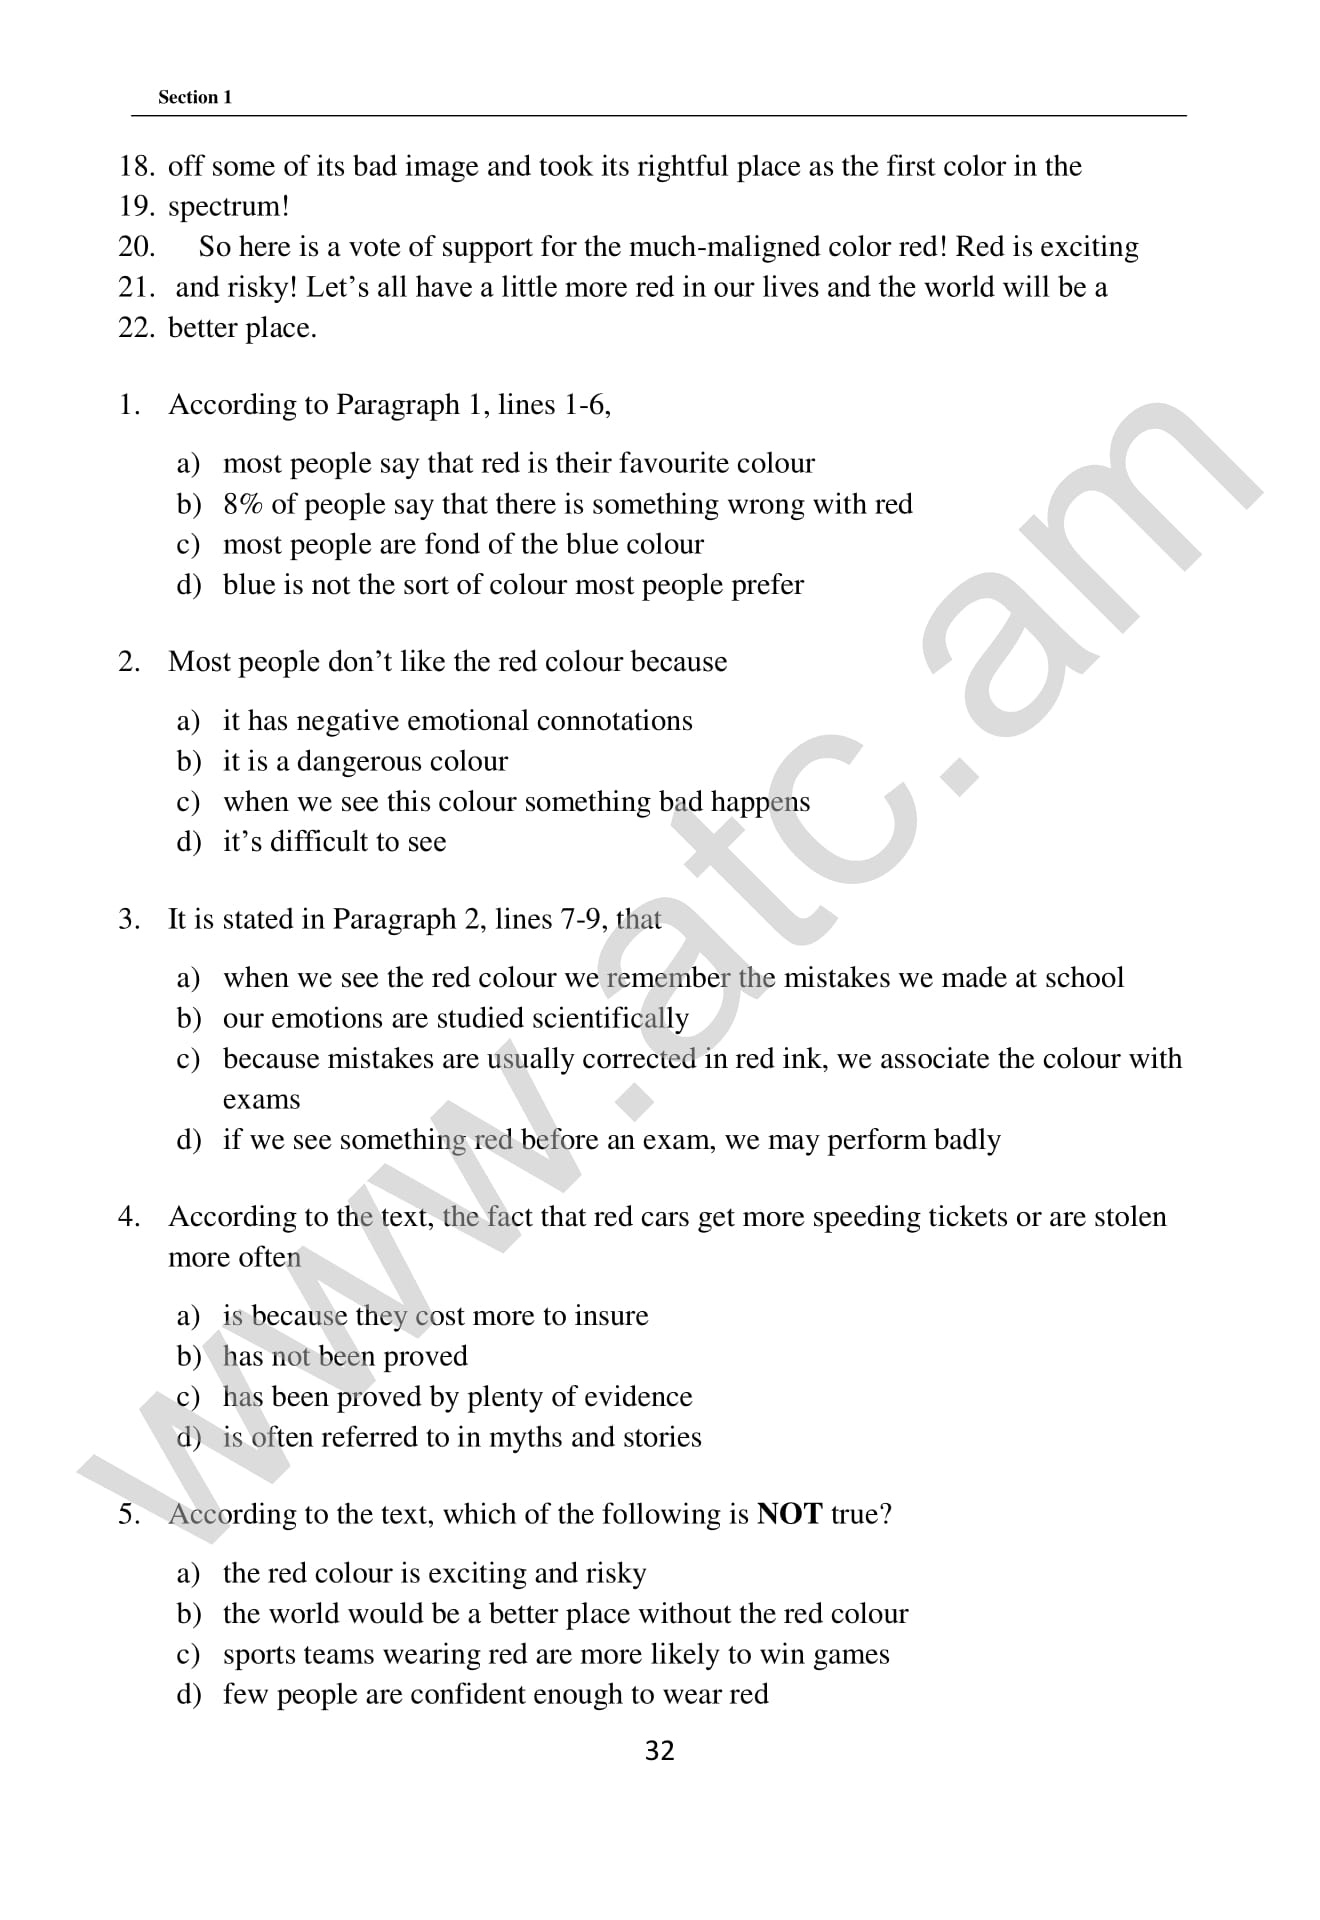 Section 1
18. off some of its bad image and took its rightful place as the first color in the
19. spectrum!
20. So here is a vote of support for the much-maligned color red! Red is exciting
21. and risky! Let’s all have a little more red in our lives and the world will be a
22. better place.
1. According to Paragraph 1, lines 1-6,
a) most people say that red is their favourite colour
b) 8% of people say that there is something wrong with red
c) most people are fond of the blue colour
d) blue is not the sort of colour most people prefer
2. Most people don’t like the red colour because
a) it has negative emotional connotations
b) it is a dangerous colour
c) when we see this colour something bad happens
d) it’s difficult to see
3. It is stated in Paragraph 2, lines 7-9, that
a) when we see the red colour we remember the mistakes we made at school
b) our emotions are studied scientifically
c) because mistakes are usually corrected in red ink, we associate the colour with
exams
d) if we see something red before an exam, we may perform badly
4. According to the text, the fact that red cars get more speeding tickets or are stolen
more often
a) is because they cost more to insure
b) has not been proved
c) has been proved by plenty of evidence
d) is often referred to in myths and stories
5. According to the text, which of the following is NOT true?
a) the red colour is exciting and risky
b) the world would be a better place without the red colour
c) sports teams wearing red are more likely to win games
d) few people are confident enough to wear red
32
www.atc.am